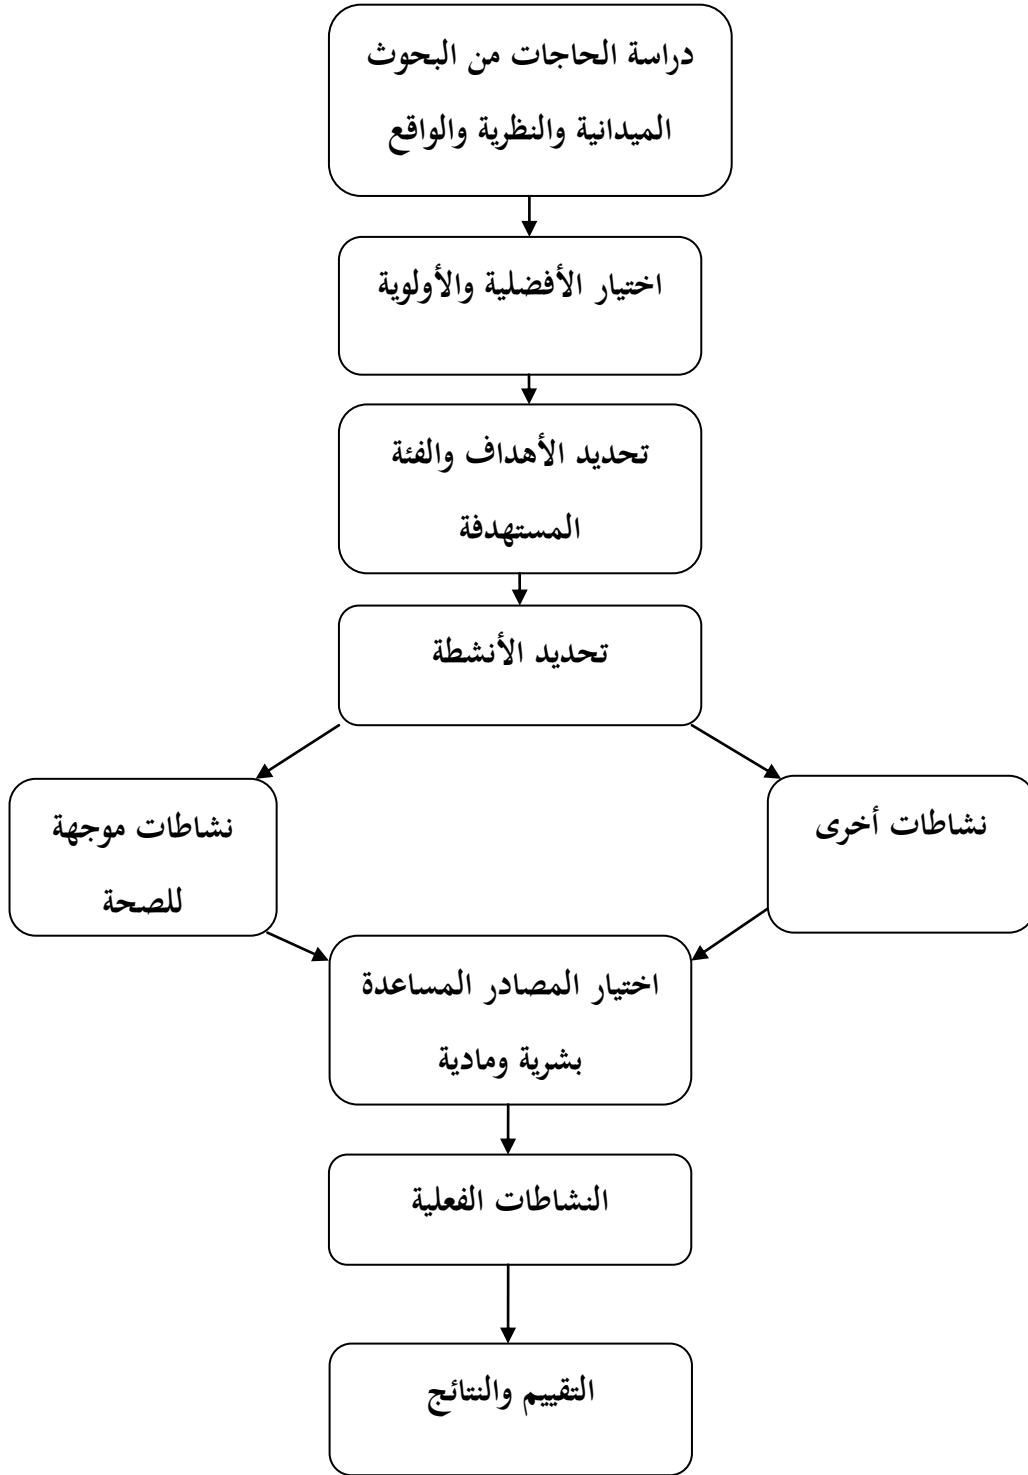 دراسة الحاجات من البحوث
الميدانية والنظرية والواقع
اختيار الأفضلية والأولوية
تحديد الأهداف والفئة
المستهدفة
تحديد الأنشطة
نشاطات أخرى
نشاطات موجهة
للصحة
اختيار المصادر المساعدة
بشرية ومادية
النشاطات الفعلية
التقييم والنتائج